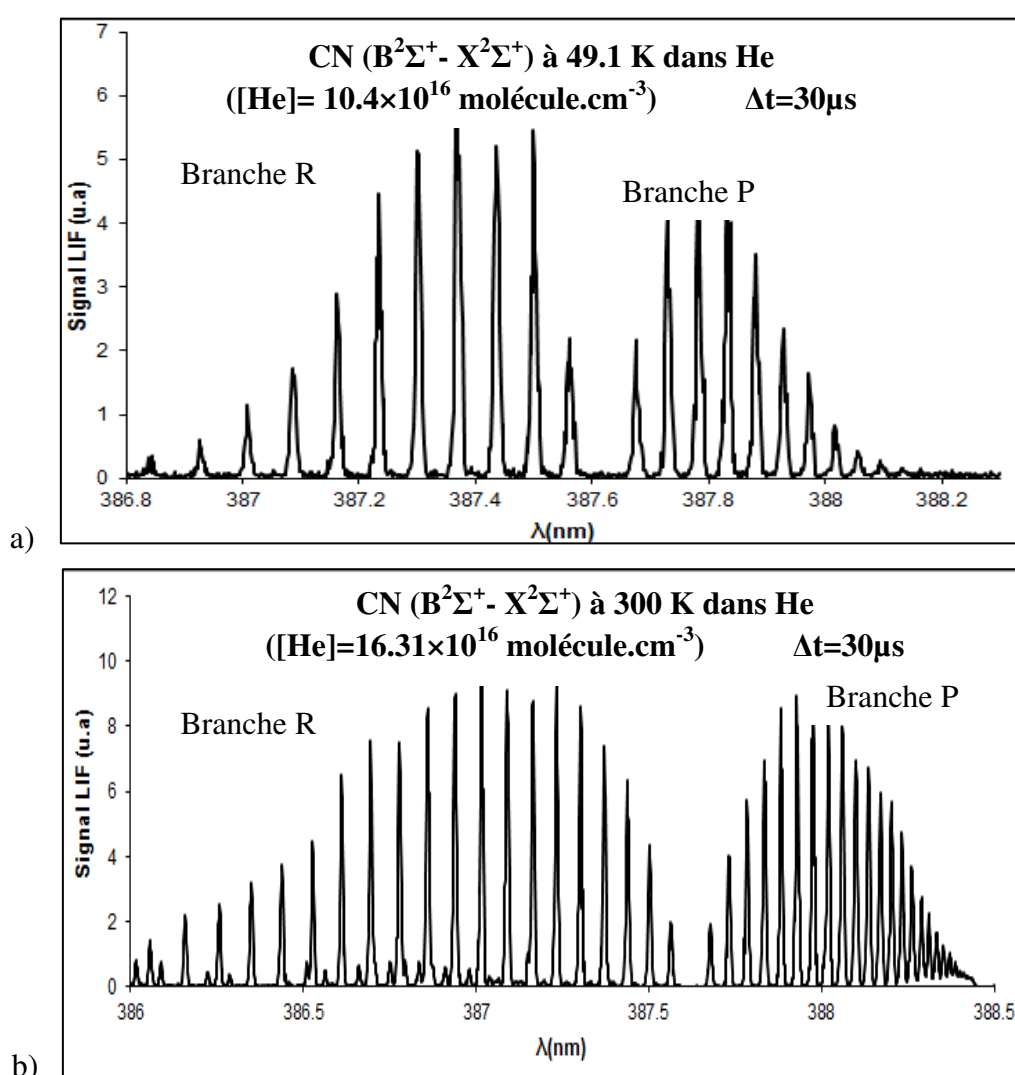 CN (B²Σ⁺- X²Σ⁺) à 49.1 K dans He
([He]= 10.4×10¹⁶ molécule.cm⁻³) Δt=30µs
Branche R
Branche P
Signal LIF (u.a)
7
6
5
4
3
2
1
0
386.8 387 387.2 387.4 387.6 387.8 388 388.2
λ(nm)
a)
CN (B²Σ⁺- X²Σ⁺) à 300 K dans He
([He]=16.31×10¹⁶ molécule.cm⁻³) Δt=30µs
Branche R
Branche P
Signal LIF (u.a)
12
10
8
6
4
2
0
386 386.5 387 387.5 388 388.5
λ(nm)
b)